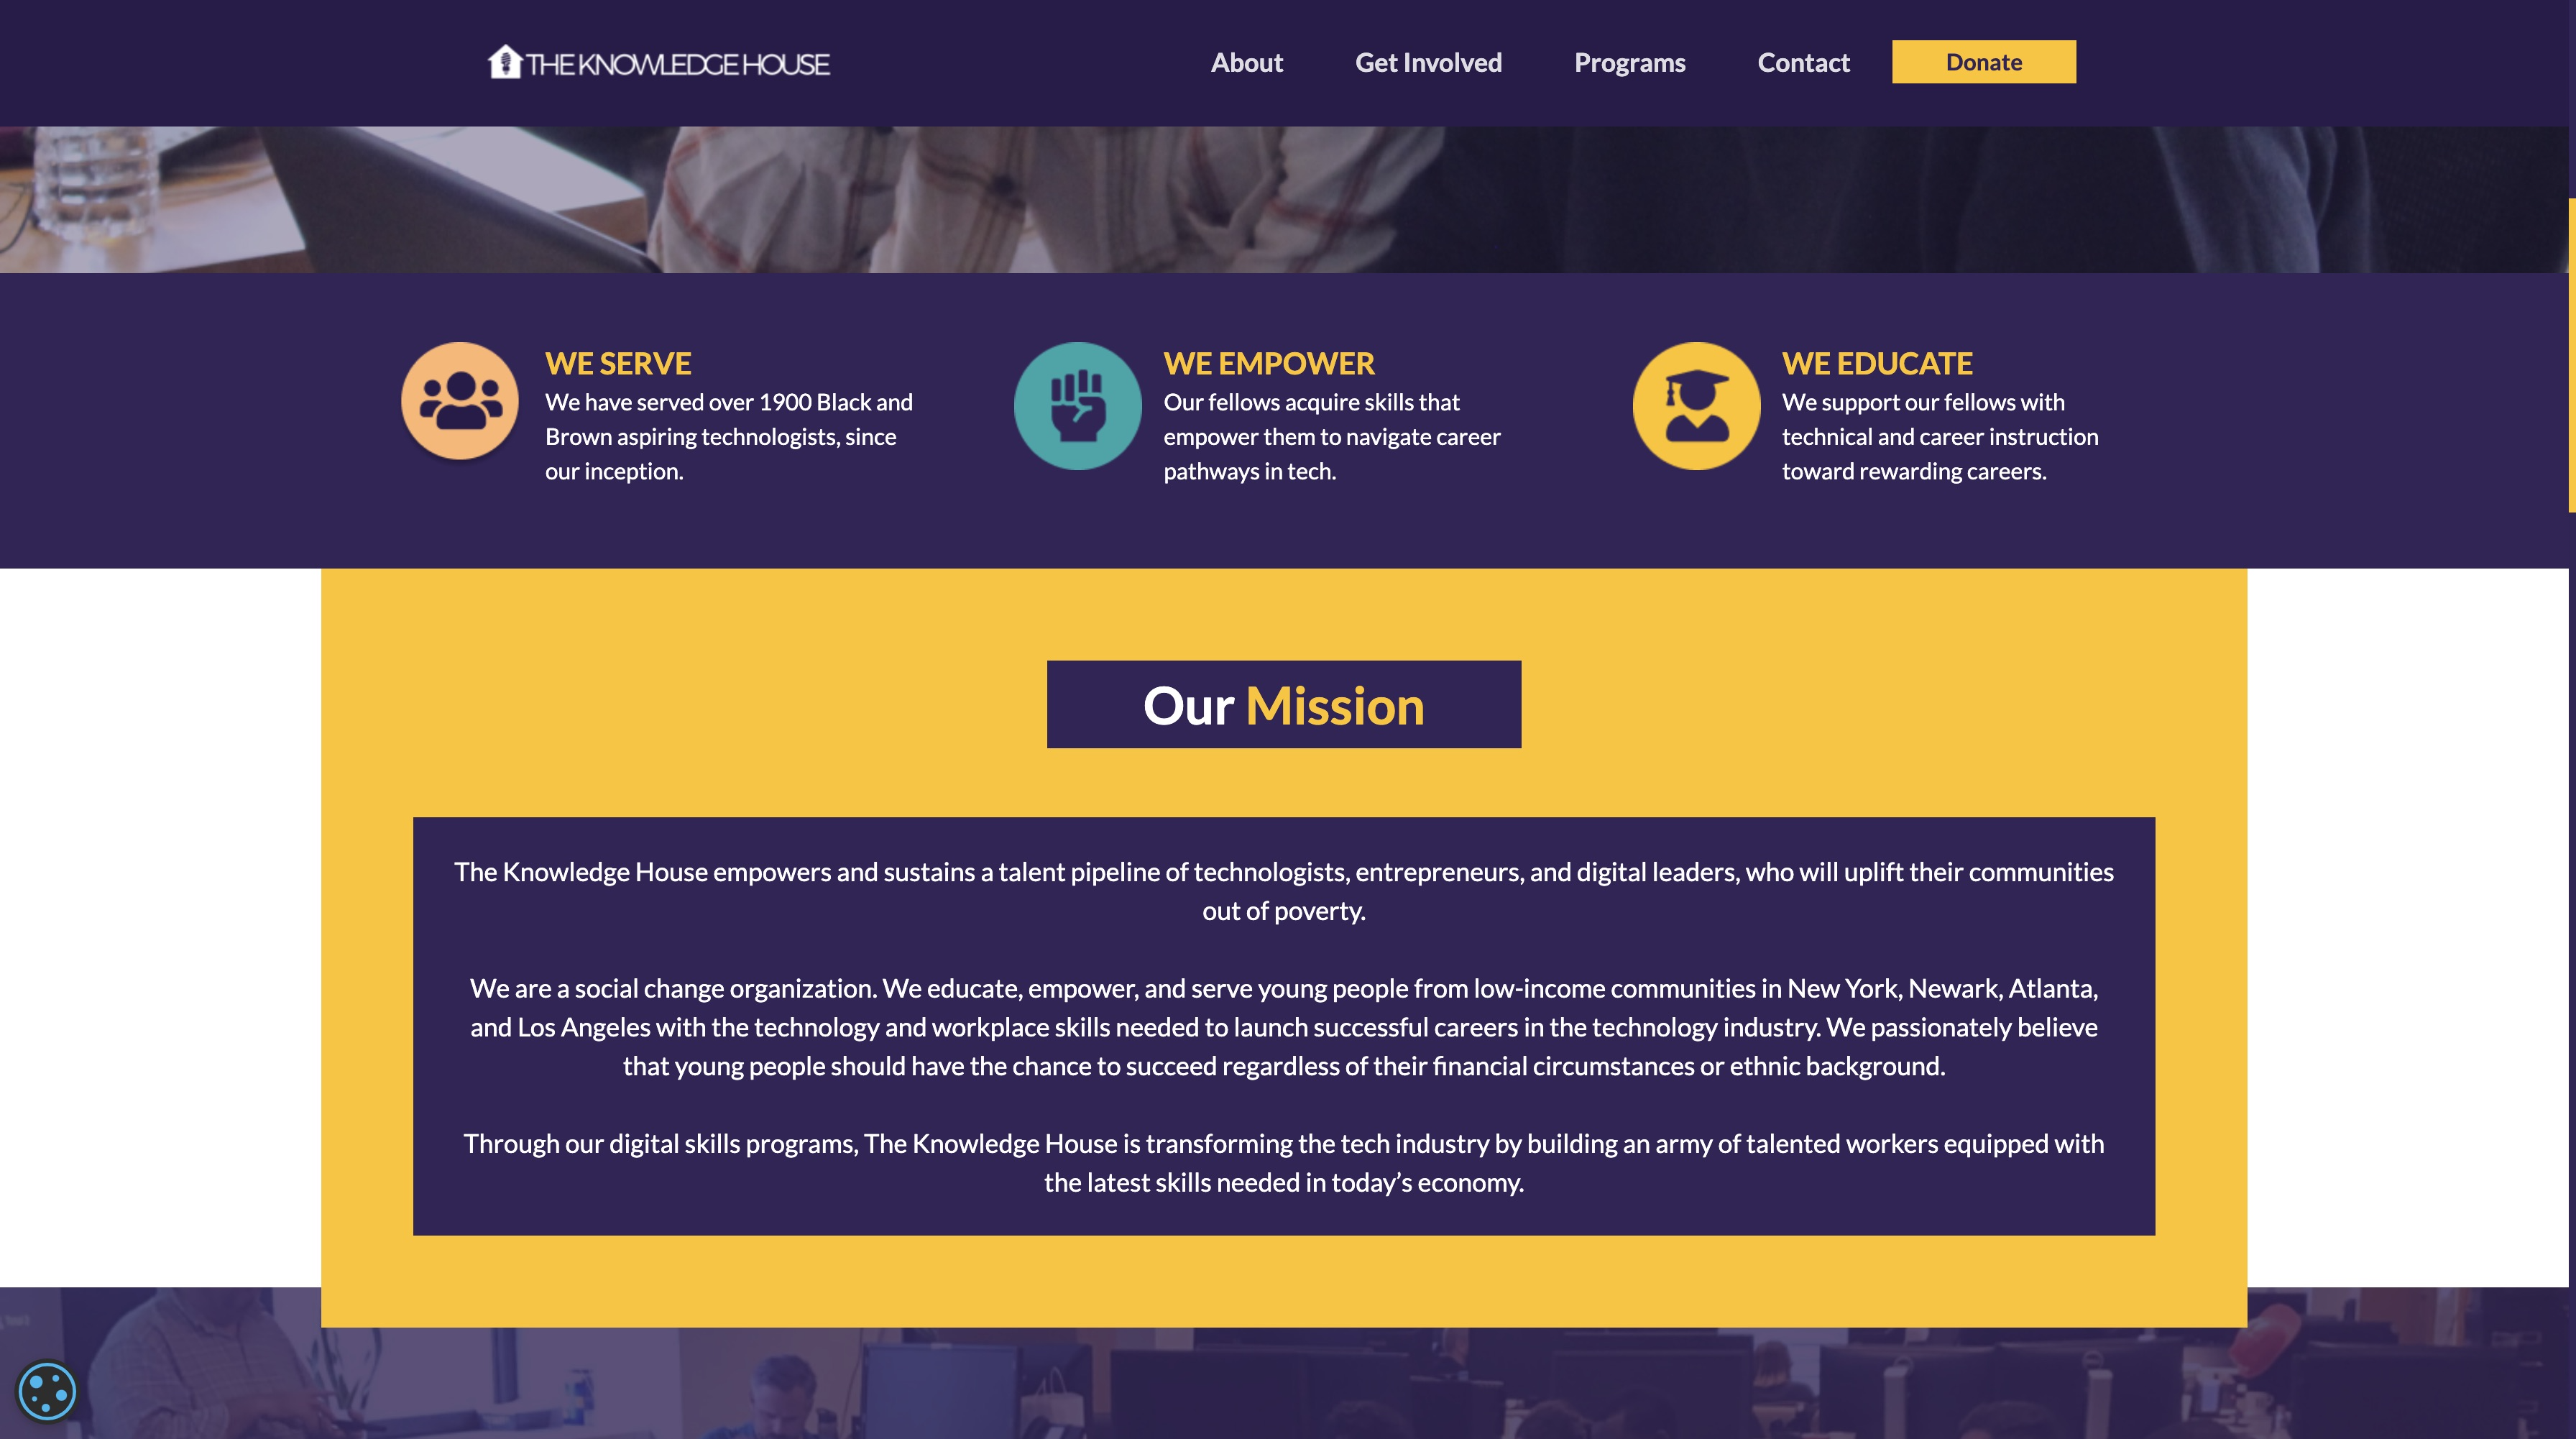 THE KNOWLEDGE HOUSE
About
Get Involved
Programs
Contact
Donate
WE SERVE
We have served over 1900 Black and
Brown aspiring technologists, since
our inception.
WE EMPOWER
Our fellows acquire skills that
empower them to navigate career
pathways in tech.
WE EDUCATE
We support our fellows with
technical and career instruction
toward rewarding careers.
Our Mission
The Knowledge House empowers and sustains a talent pipeline of technologists, entrepreneurs, and digital leaders, who will uplift their communities
out of poverty.
We are a social change organization. We educate, empower, and serve young people from low-income communities in New York, Newark, Atlanta,
and Los Angeles with the technology and workplace skills needed to launch successful careers in the technology industry. We passionately believe
that young people should have the chance to succeed regardless of their financial circumstances or ethnic background.
Through our digital skills programs, The Knowledge House is transforming the tech industry by building an army of talented workers equipped with
the latest skills needed in today’s economy.